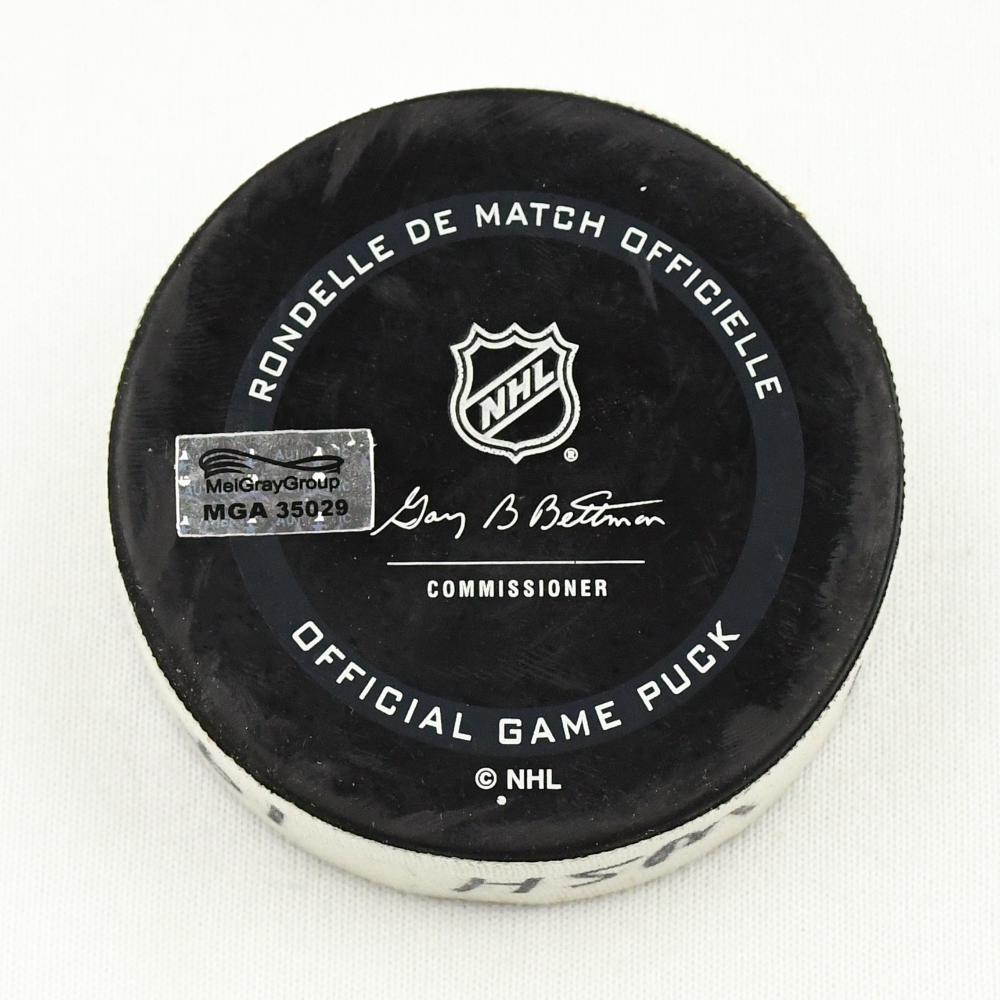 RONDELLE DE MATCH OFFICIELLE
NHL
®
MeiGrayGroup
MGA 35029
Gary B Bettman
COMMISSIONER
OFFICIAL GAME PUCK
© NHL